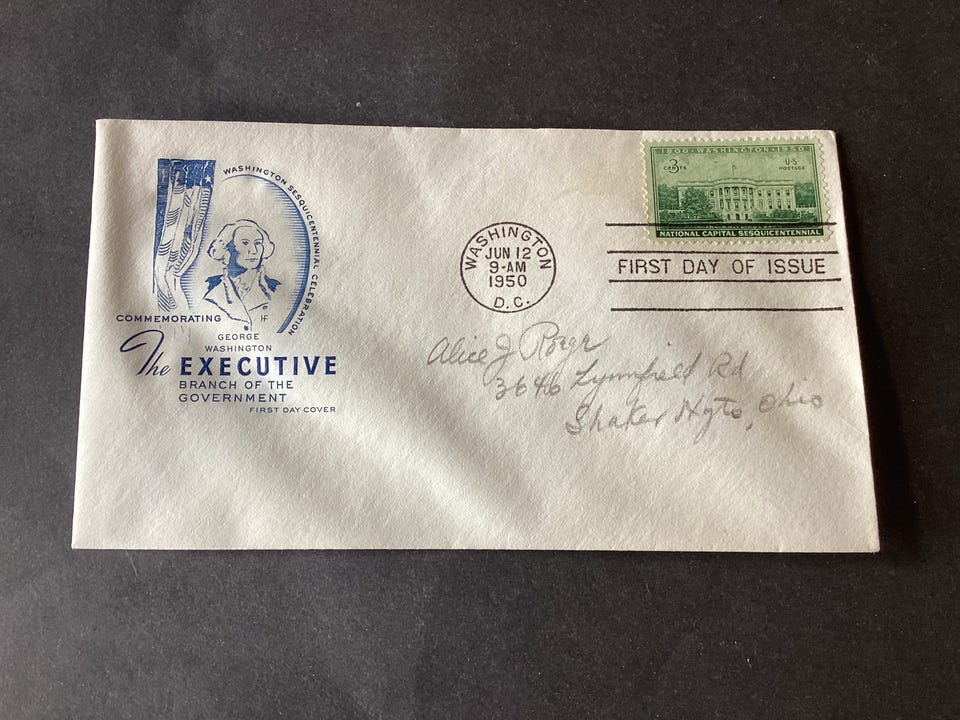 WASHINGTON SESQUICENTENNIAL CELEBRATION
COMMEMORATING
HF
GEORGE
WASHINGTON
The EXECUTIVE
BRANCH OF THE
GOVERNMENT
FIRST DAY COVER
WASHINGTON
JUN 12
9-AM
1950
D.C.
1800·WASHINGTON·1950
3 CENTS
U·S
POSTAGE
NATIONAL CAPITAL SESQUICENTENNIAL
FIRST DAY OF ISSUE
Alice J
3646 Lynnfield Rd
Shaker Hgts, Ohio